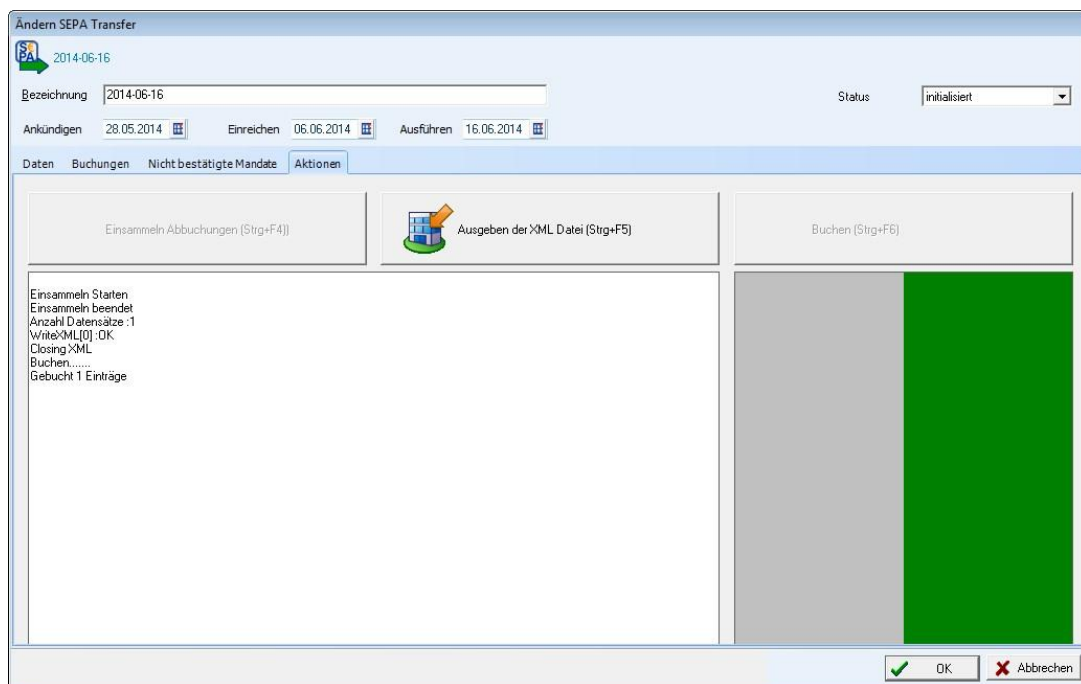 Ändern SEPA Transfer
SEPA 2014-06-16
Bezeichnung 2014-06-16 Status initialisiert
Ankündigen 28.05.2014 Einreichen 06.06.2014 Ausführen 16.06.2014
Daten Buchungen Nicht bestätigte Mandate Aktionen
Einsammeln Abbuchungen (Strg+F4)) Ausgeben der XML Datei (Strg+F5) Buchen (Strg+F6)
Einsammeln Starten
Einsammeln beendet
Anzahl Datensätze :1
WriteXML[0] :OK
Closing XML
Buchen.......
Gebucht 1 Einträge
OK Abbrechen